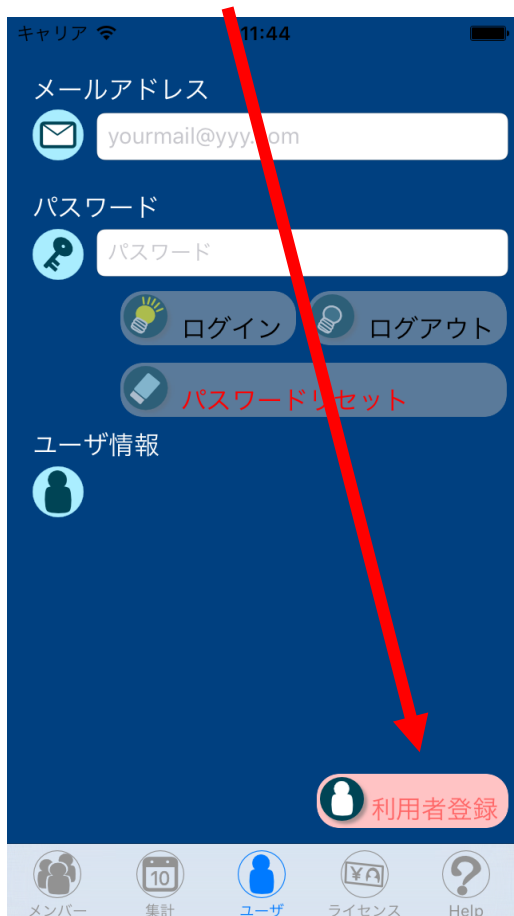 キャリア 11:44
メールアドレス
yourmail@yyy.com
パスワード
パスワード
ログイン ログアウト
パスワードリセット
ユーザ情報
利用者登録
10 ¥
メンバー 集計 ユーザ ライセンス Help